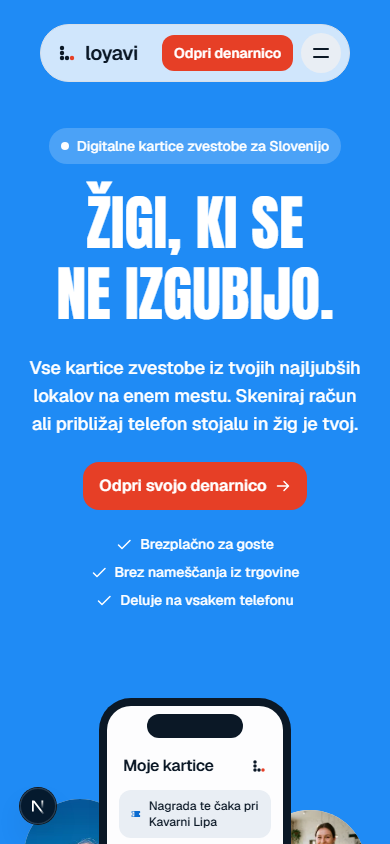 loyavi
Odpri denarnico
Digitalne kartice zvestobe za Slovenijo
ŽIGI, KI SE
NE IZGUBIJO.
Vse kartice zvestobe iz tvojih najljubših
lokalov na enem mestu. Skeniraj račun
ali približaj telefon stojalu in žig je tvoj.
Odpri svojo denarnico →
Brezplačno za goste
Brez nameščanja iz trgovine
Deluje na vsakem telefonu
Moje kartice
Nagrada te čaka pri
Kavarni Lipa
N